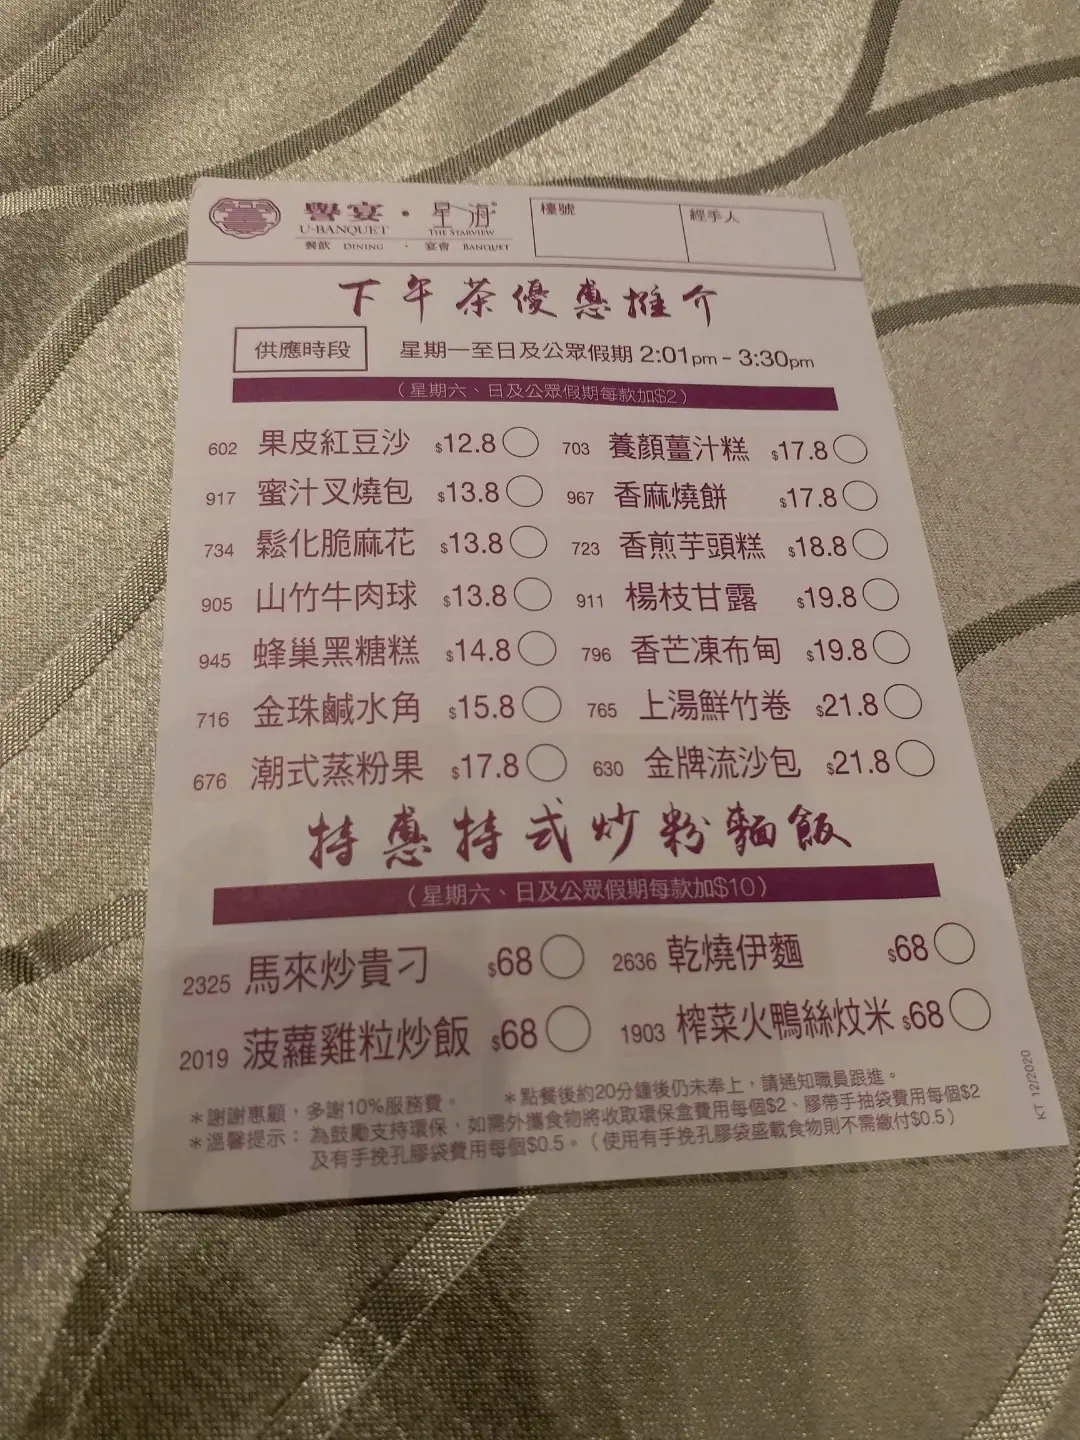 譽宴・星海
U-BANQUET THE STARVIEW
餐飲 DINING ・ 宴會 BANQUET
檯號 經手人
下午茶優惠推介
供應時段 星期一至日及公眾假期 2:01pm - 3:30pm
(星期六、日及公眾假期每款加$2)
602 果皮紅豆沙 $12.8 703 養顏薑汁糕 $17.8
917 蜜汁叉燒包 $13.8 967 香麻燒餅 $17.8
734 鬆化脆麻花 $13.8 723 香煎芋頭糕 $18.8
905 山竹牛肉球 $13.8 911 楊枝甘露 $19.8
945 蜂巢黑糖糕 $14.8 796 香芒凍布甸 $19.8
716 金珠鹹水角 $15.8 765 上湯鮮竹卷 $21.8
676 潮式蒸粉果 $17.8 630 金牌流沙包 $21.8
特惠特式炒粉麵飯
(星期六、日及公眾假期每款加$10)
2325 馬來炒貴刁 $68 2636 乾燒伊麵 $68
2019 菠蘿雞粒炒飯 $68 1903 榨菜火鴨絲炆米 $68
*謝謝惠顧,多謝10%服務費。 *點餐後約20分鐘後仍未奉上,請通知職員跟進。
*溫馨提示:為鼓勵支持環保,如需外攜食物將收取環保盒費用每個$2、膠帶手抽袋費用每個$2
及有手挽孔膠袋費用每個$0.5。(使用有手挽孔膠袋盛載食物則不需繳付$0.5)
KT 12/2020